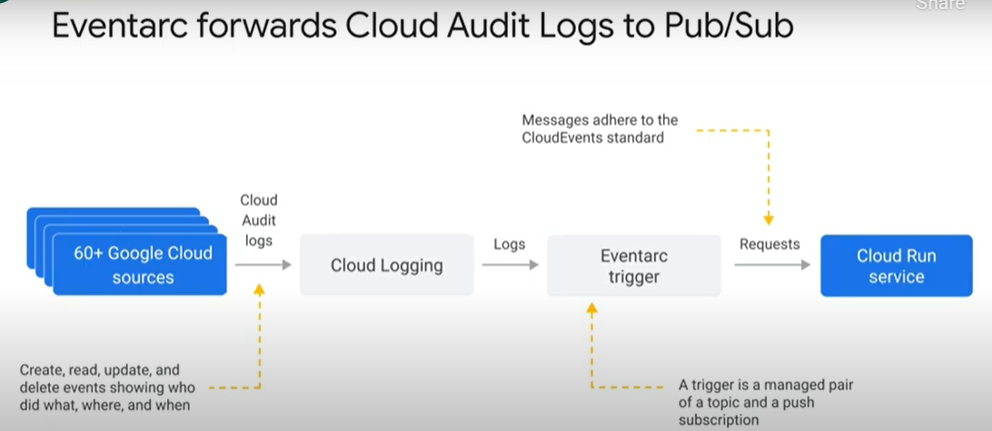 Share
Eventarc forwards Cloud Audit Logs to Pub/Sub
Messages adhere to the
CloudEvents standard
Cloud
Audit
logs
60+ Google Cloud
sources
Cloud Logging
Logs
Eventarc
trigger
Requests
Cloud Run
service
Create, read, update, and
delete events showing who
did what, where, and when
A trigger is a managed pair
of a topic and a push
subscription